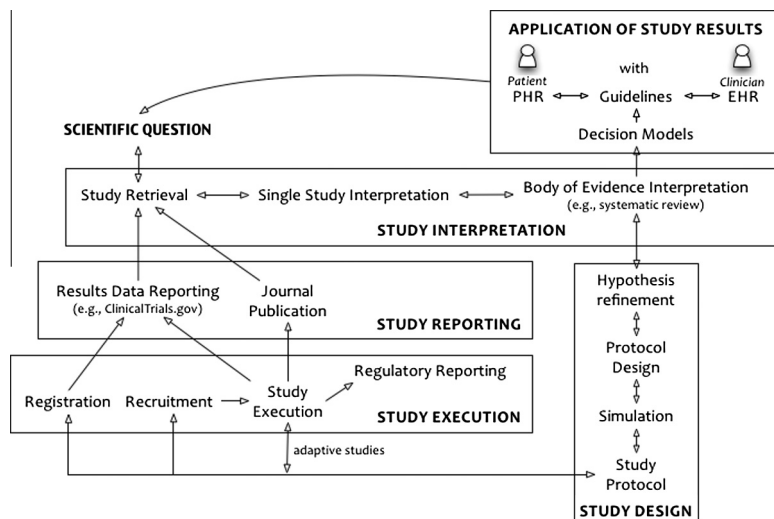 APPLICATION OF STUDY RESULTS
Patient
PHR
with
Guidelines
Clinician
EHR
Decision Models
SCIENTIFIC QUESTION
Study Retrieval
Single Study Interpretation
Body of Evidence Interpretation
(e.g., systematic review)
STUDY INTERPRETATION
Results Data Reporting
(e.g., ClinicalTrials.gov)
Journal
Publication
STUDY REPORTING
Hypothesis
refinement
Protocol
Design
Simulation
Study
Protocol
STUDY DESIGN
Registration
Recruitment
Study
Execution
Regulatory Reporting
STUDY EXECUTION
adaptive studies